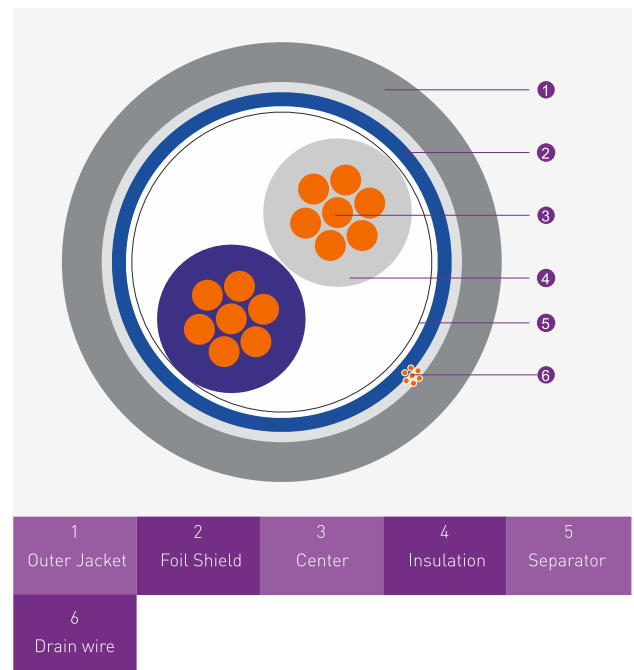 1
2
3
4
5
6
1
Outer Jacket
2
Foil Shield
3
Center
4
Insulation
5
Separator
6
Drain wire